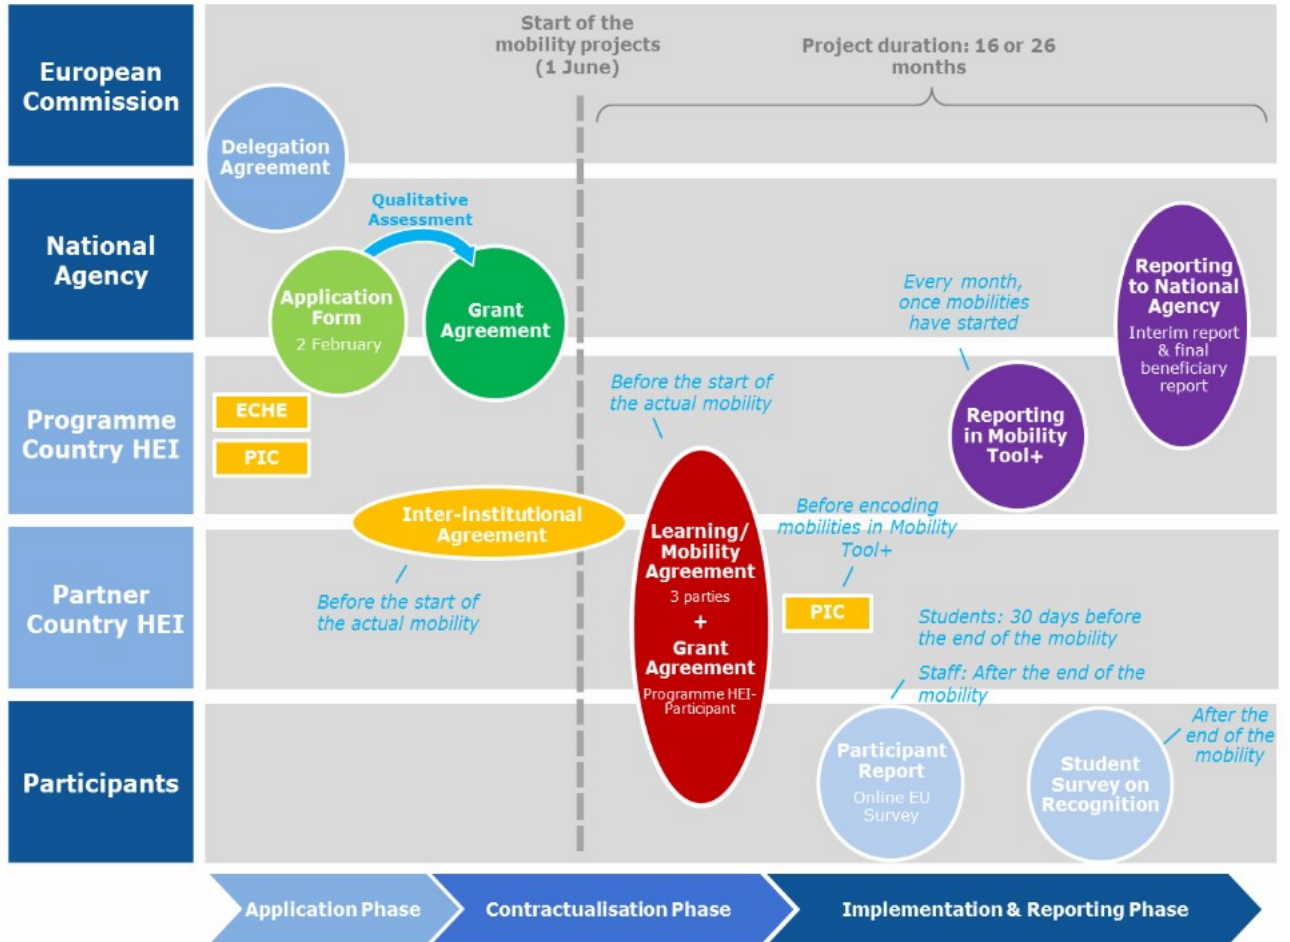 Start of the
mobility projects
(1 June)
Project duration: 16 or 26
months
European
Commission
Delegation
Agreement
National
Agency
Qualitative
Assessment
Application
Form
2 February
Grant
Agreement
Every month,
once mobilities
have started
Reporting
to National
Agency
Interim report
& final
beneficiary
report
Programme
Country HEI
ECHE
PIC
Before the start of
the actual mobility
Reporting
in Mobility
Tool+
Inter-institutional
Agreement
Before encoding
mobilities in Mobility
Tool+
Partner
Country HEI
Before the start of
the actual mobility
Learning/
Mobility
Agreement
3 parties
+
Grant
Agreement
Programme HEI-
Participant
PIC
Students: 30 days before
the end of the mobility
Staff: After the end of the
mobility
Participants
Participant
Report
Online EU
Survey
Student
Survey on
Recognition
After the
end of the
mobility
Application Phase
Contractualisation Phase
Implementation & Reporting Phase